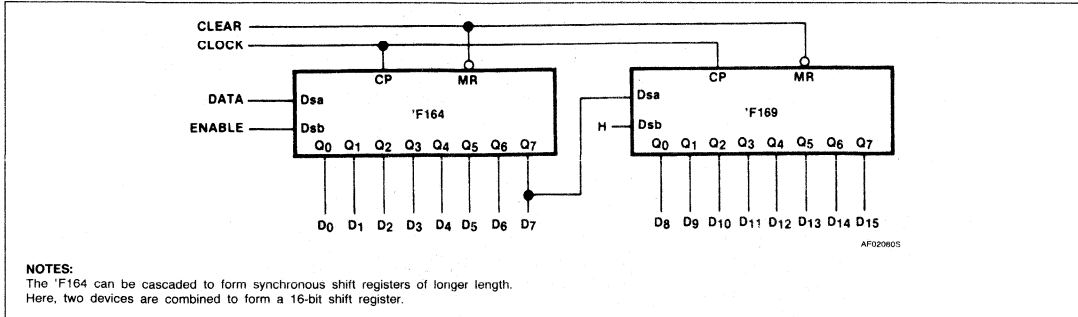 CLEAR
CLOCK
CP MR CP MR
DATA Dsa 'F164 Dsa 'F169
ENABLE Dsb H Dsb
Q0 Q1 Q2 Q3 Q4 Q5 Q6 Q7 Q0 Q1 Q2 Q3 Q4 Q5 Q6 Q7
D0 D1 D2 D3 D4 D5 D6 D7 D8 D9 D10 D11 D12 D13 D14 D15
AF02080S
NOTES:
The 'F164 can be cascaded to form synchronous shift registers of longer length.
Here, two devices are combined to form a 16-bit shift register.